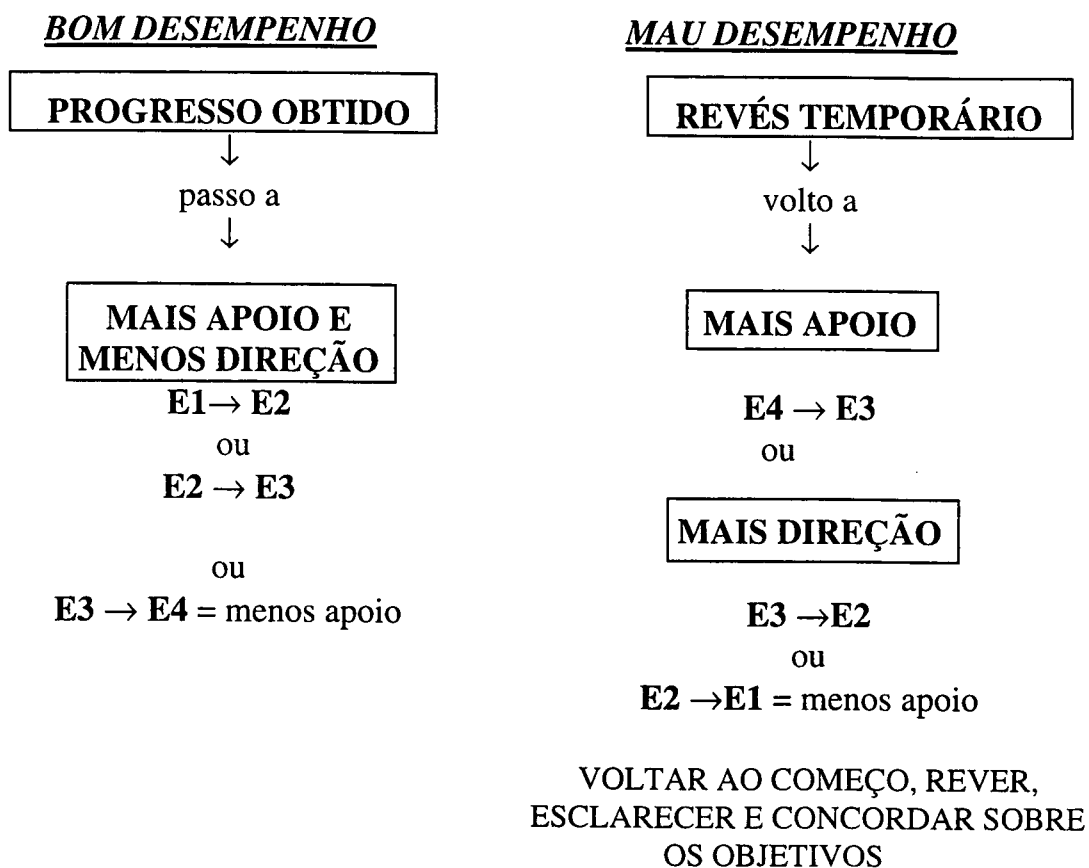 BOM DESEMPENHO
PROGRESSO OBTIDO
↓
passo a
↓
MAIS APOIO E
MENOS DIREÇÃO
E1→ E2
ou
E2 → E3
ou
E3 → E4 = menos apoio
MAU DESEMPENHO
REVÉS TEMPORÁRIO
↓
volto a
↓
MAIS APOIO
E4 → E3
ou
MAIS DIREÇÃO
E3 →E2
ou
E2 →E1 = menos apoio
VOLTAR AO COMEÇO, REVER,
ESCLARECER E CONCORDAR SOBRE
OS OBJETIVOS